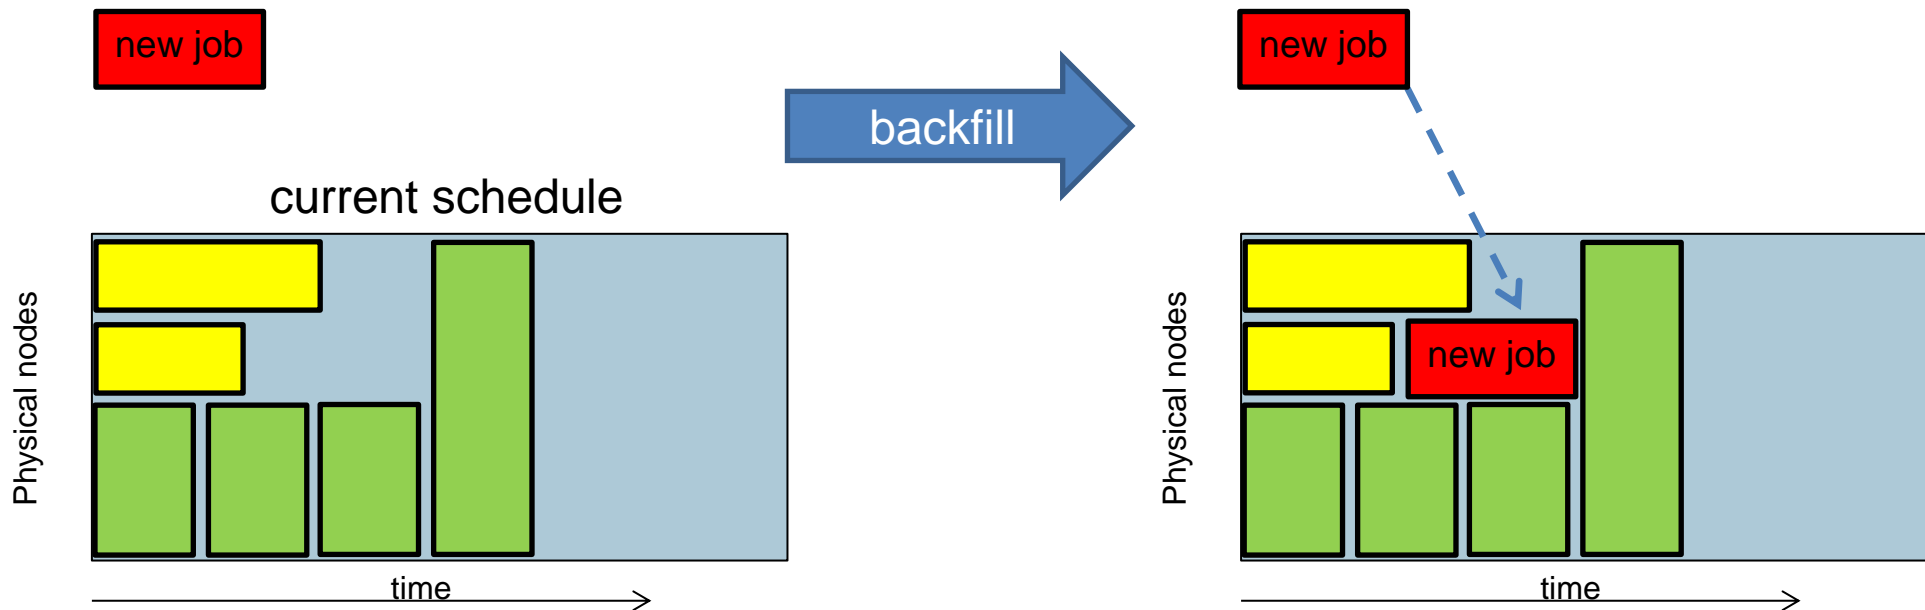 new job
new job
backfill
current schedule
Physical nodes
Physical nodes
new job
time
time